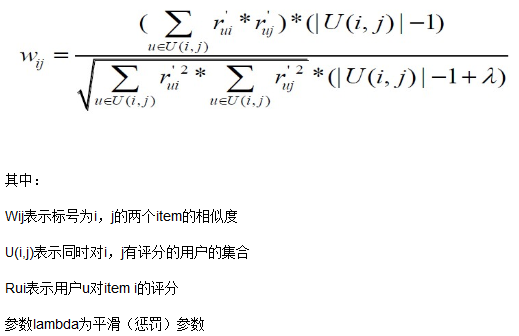 w_{ij} = \frac{(\sum_{u∈U(i,j)} r'_{ui} * r'_{uj}) * (|U(i,j)|-1)}{\sqrt{\sum_{u∈U(i,j)} r'^{2}_{ui} * \sum_{u∈U(i,j)} r'^{2}_{uj}} * (|U(i,j)|-1+λ)}
其中：
Wij表示标号为i，j的两个item的相似度
U(i,j)表示同时对i，j有评分的用户的集合
Rui表示用户u对item i的评分
参数lambda为平滑（惩罚）参数